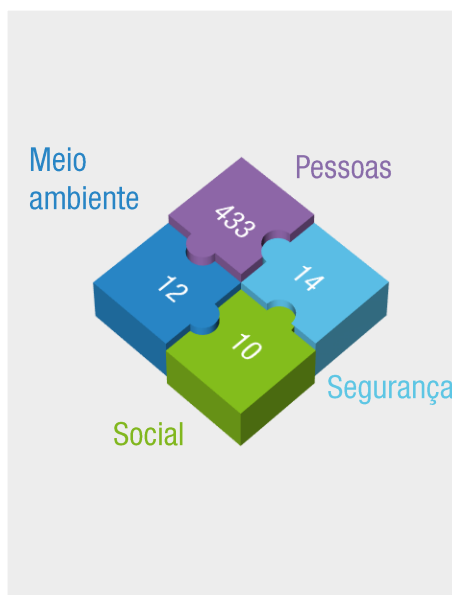 Meio
ambiente
Pessoas
433
12
14
10
Segurança
Social